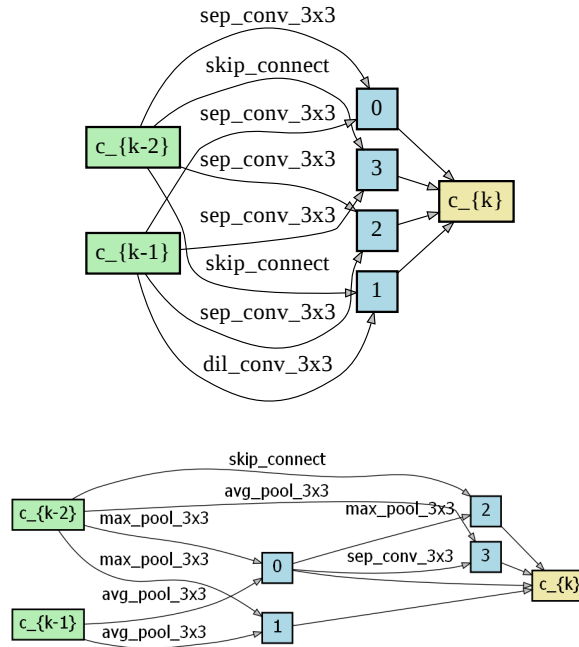 sep_conv_3x3
skip_connect
0
sep_conv_3x3
c_{k-2}
sep_conv_3x3
3
c_{k}
sep_conv_3x3
2
c_{k-1}
skip_connect
1
sep_conv_3x3
dil_conv_3x3
skip_connect
avg_pool_3x3
c_{k-2}
max_pool_3x3
max_pool_3x3
2
max_pool_3x3
sep_conv_3x3
3
0
c_{k}
avg_pool_3x3
c_{k-1}
1
avg_pool_3x3